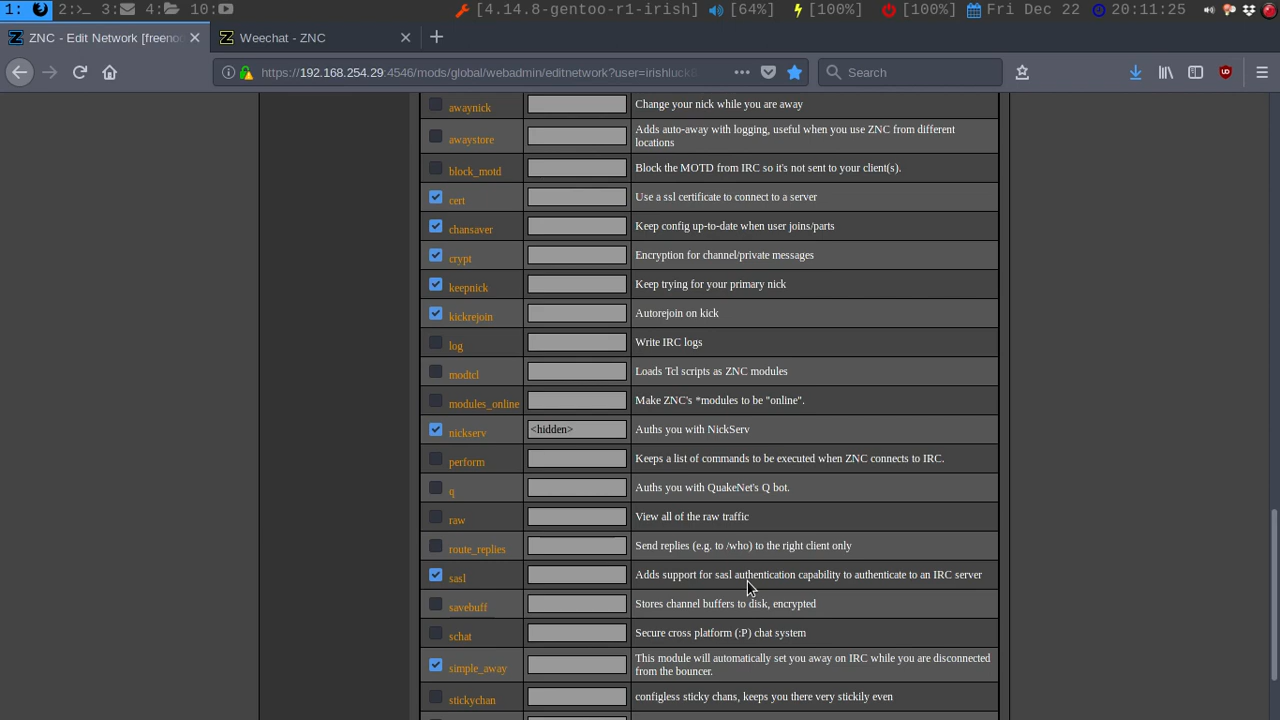 1: 2: 3: 4: 10: [4.14.8-gentoo-r1-irish] [64%] [100%] [100%] Fri Dec 22 20:11:25
ZNC - Edit Network [freeno
Weechat - ZNC
https://192.168.254.29:4546/mods/global/webadmin/editnetwork?user=irishluck8
Search
awaynick Change your nick while you are away
awaystore Adds auto-away with logging, useful when you use ZNC from different
locations
block_motd Block the MOTD from IRC so it's not sent to your client(s).
cert Use a ssl certificate to connect to a server
chansaver Keep config up-to-date when user joins/parts
crypt Encryption for channel/private messages
keepnick Keep trying for your primary nick
kickrejoin Autorejoin on kick
log Write IRC logs
modtcl Loads Tcl scripts as ZNC modules
modules_online Make ZNC's *modules to be "online".
nickserv <hidden> Auths you with NickServ
perform Keeps a list of commands to be executed when ZNC connects to IRC.
q Auths you with QuakeNet's Q bot.
raw View all of the raw traffic
route_replies Send replies (e.g. to /who) to the right client only
sasl Adds support for sasl authentication capability to authenticate to an IRC server
savebuff Stores channel buffers to disk, encrypted
schat Secure cross platform (:P) chat system
simple_away This module will automatically set you away on IRC while you are disconnected
from the bouncer.
stickychan configless sticky chans, keeps you there very stickily even